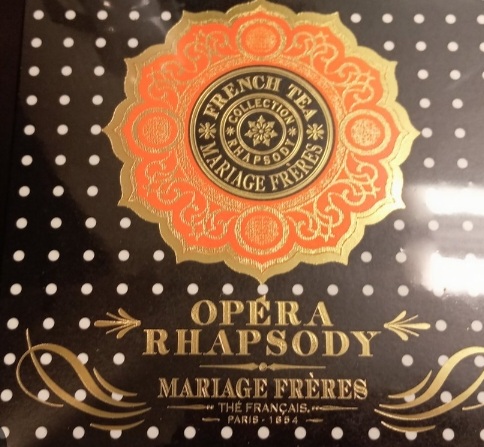 FRENCH TEA
COLLECTION
RHAPSODY
MARIAGE FRÈRES
OPÉRA
RHAPSODY
MARIAGE FRÈRES
THÉ FRANÇAIS
PARIS - 1854